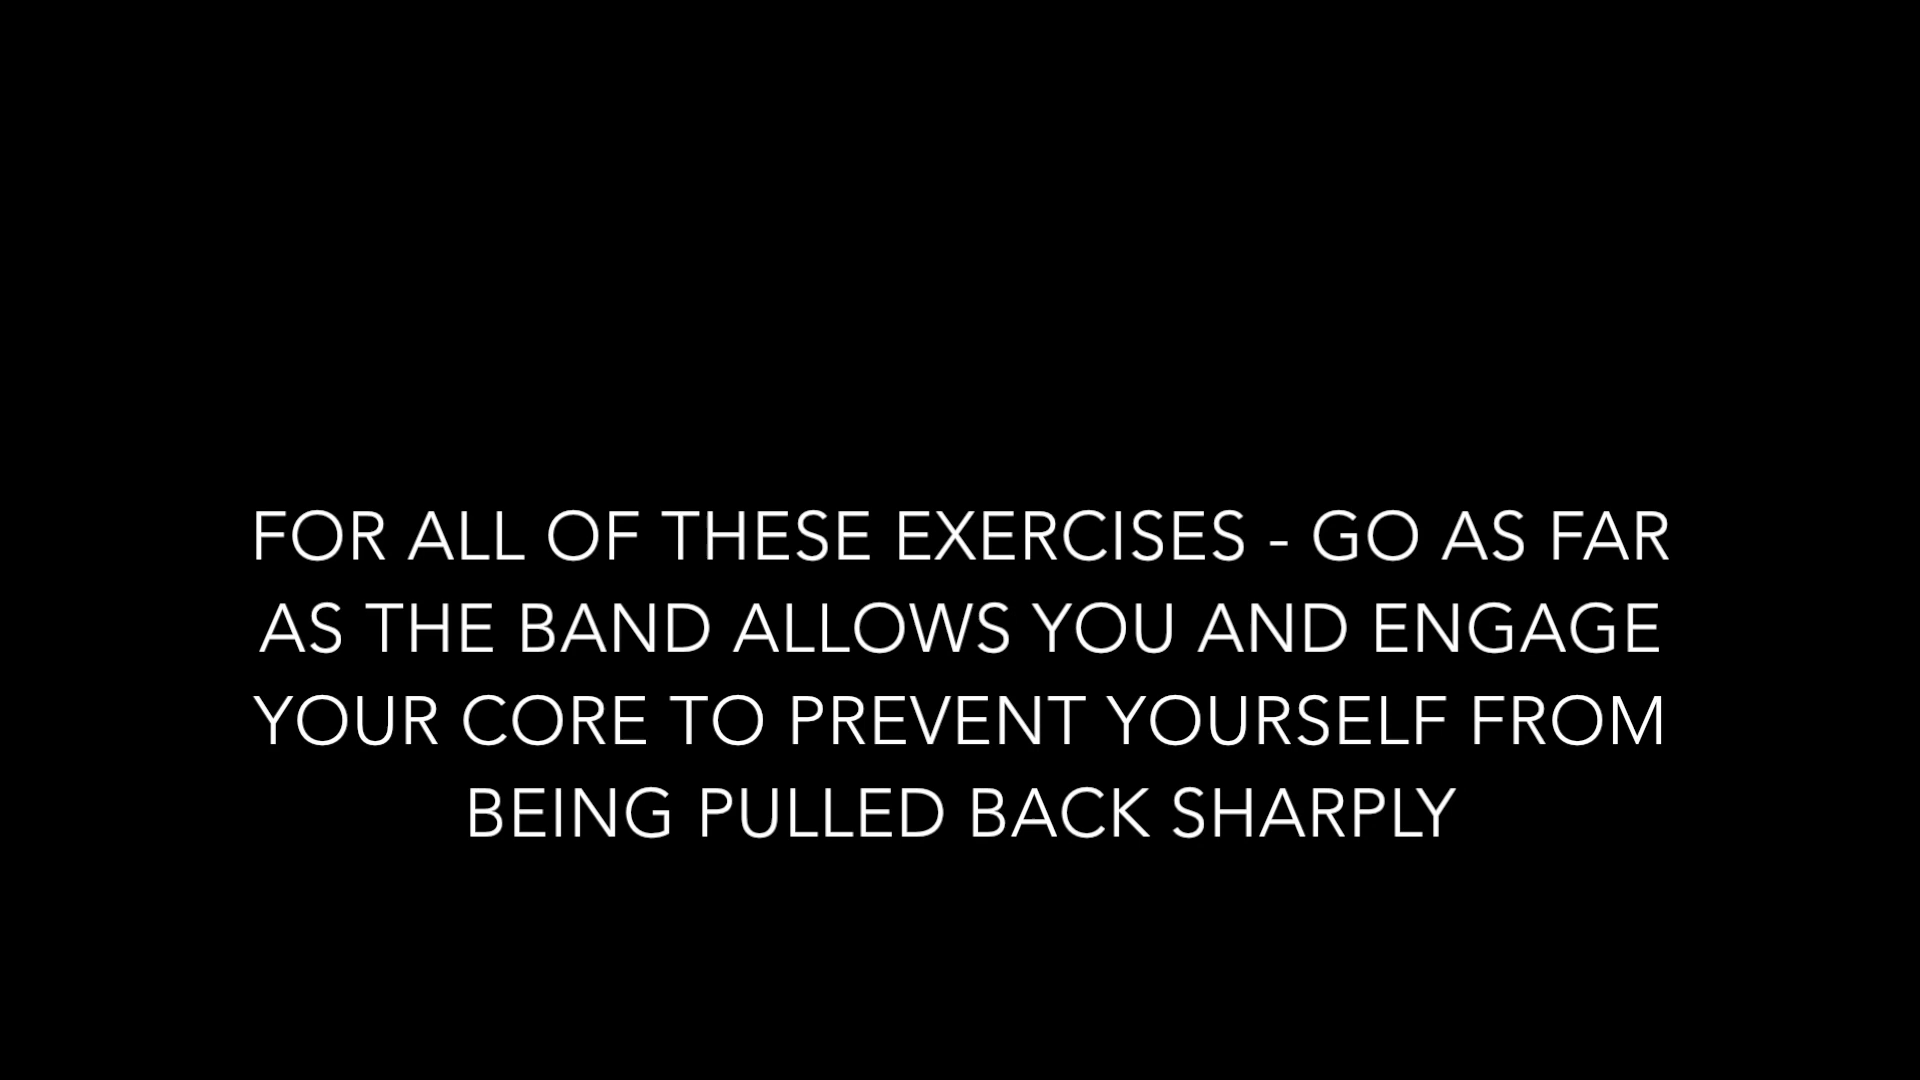 FOR ALL OF THESE EXERCISES - GO AS FAR
AS THE BAND ALLOWS YOU AND ENGAGE
YOUR CORE TO PREVENT YOURSELF FROM
BEING PULLED BACK SHARPLY